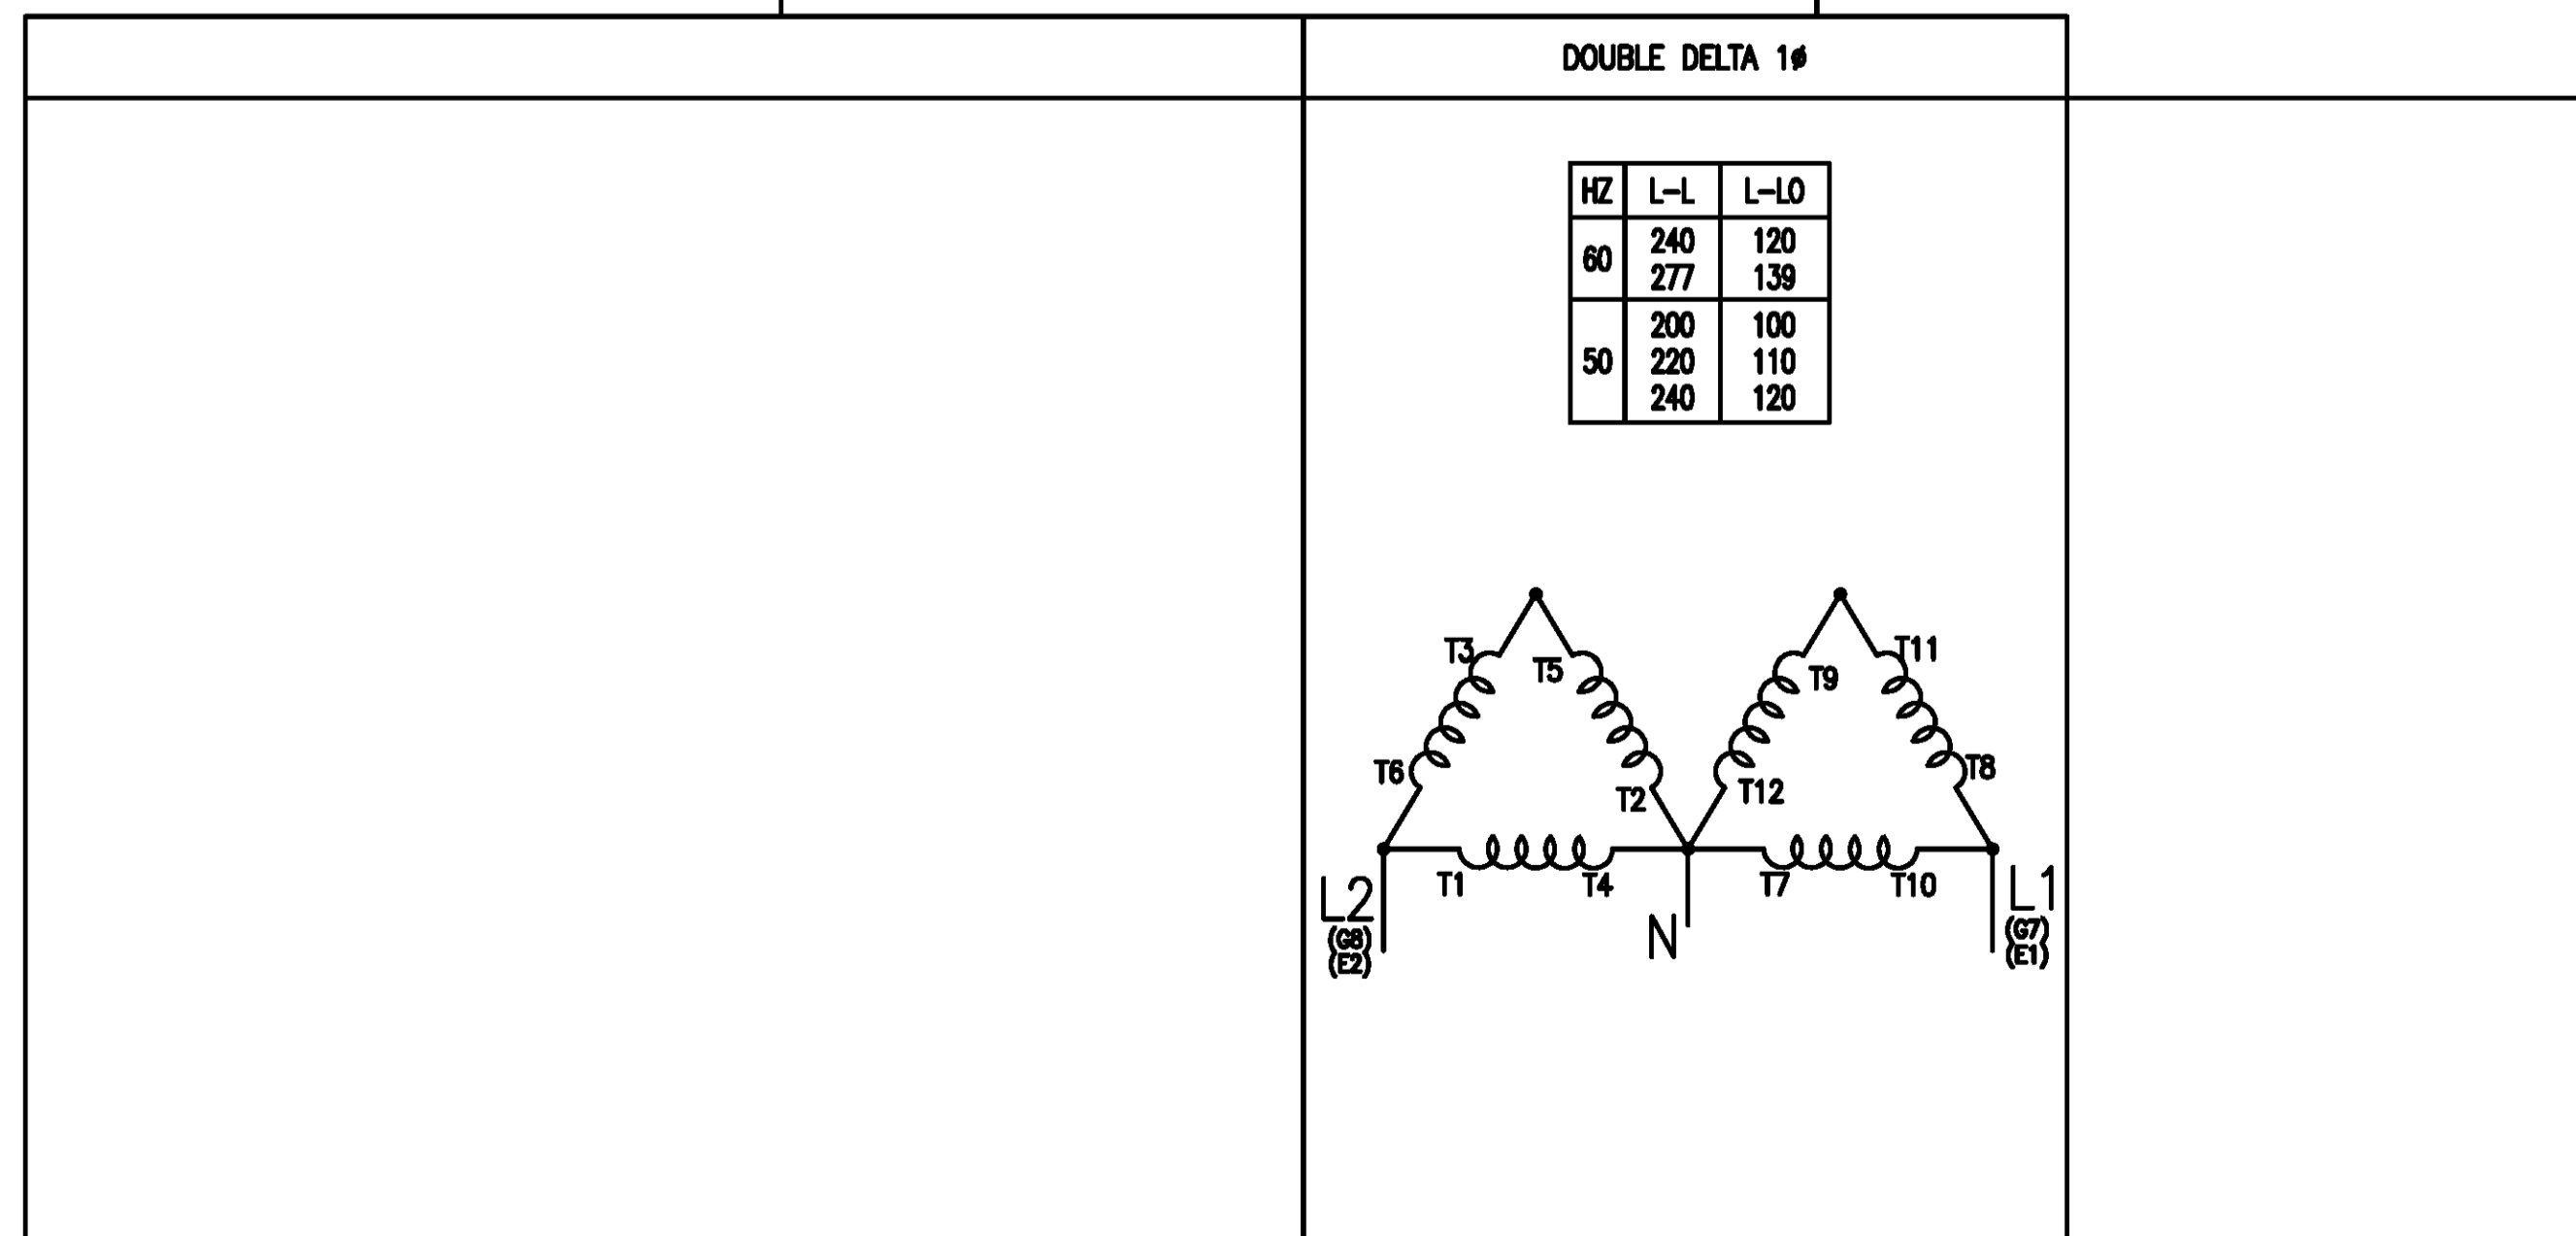 DOUBLE DELTA 1ø
HZ L-L L-LO
60
240 120
277 139
50
200 100
220 110
240 120
T3
T5
T9
T11
T6
T2
T12
T8
T1
T4
T7
T10
L2
(G8)
(E2)
N
L1
(G7)
(E1)